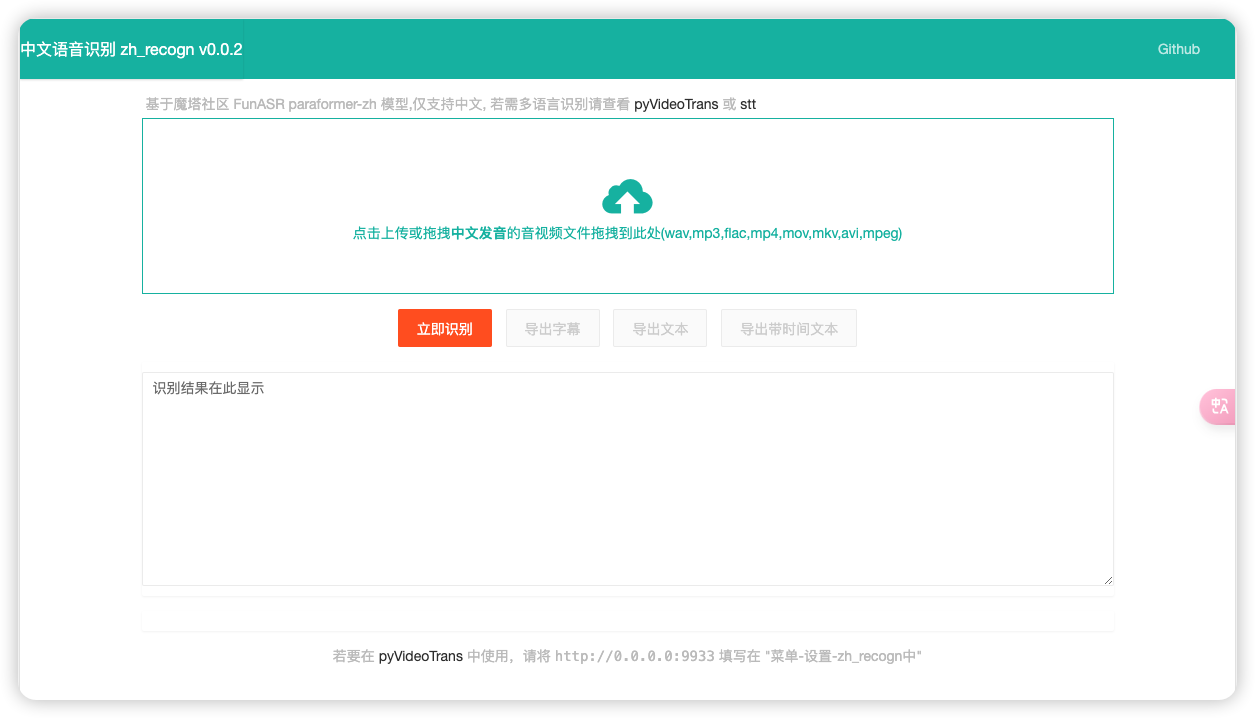 中文语音识别 zh_recogn v0.0.2
Github
基于魔塔社区 FunASR paraformer-zh 模型,仅支持中文, 若需多语言识别请查看 pyVideoTrans 或 stt
点击上传或拖拽中文发音的音视频文件拖拽到此处(wav,mp3,flac,mp4,mov,mkv,avi,mpeg)
立即识别 导出字幕 导出文本 导出带时间文本
识别结果在此显示
中 A
若要在 pyVideoTrans 中使用，请将 http://0.0.0.0:9933 填写在 "菜单-设置-zh_recogn中"